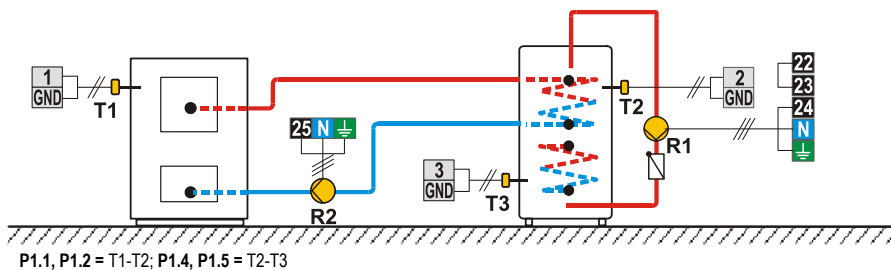 1
GND
T1
25 N
R2
3
GND
T3
T2
R1
2
GND
22
23
24
N
P1.1, P1.2 = T1-T2; P1.4, P1.5 = T2-T3